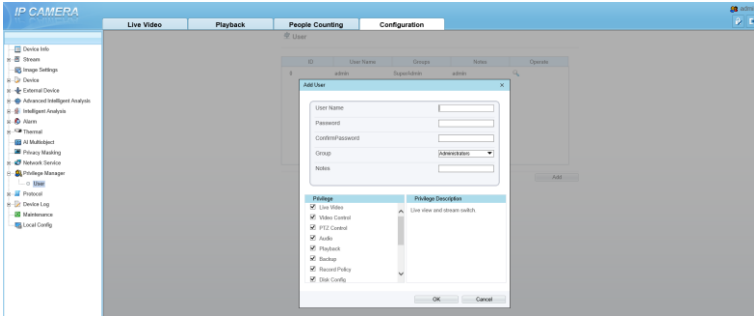 IP CAMERA
admin
Live Video Playback People Counting Configuration
User
ID User Name Groups Notes Operate
1 admin SuperAdmin admin
Device Info
Stream
Image Settings
Device
External Device
Advanced Intelligent Analysis
Intelligent Analysis
Alarm
Thermal
AI Multiobject
Privacy Masking
Network Service
Privilege Manager
User
Protocol
Device Log
Maintenance
Local Config
Add User
User Name
Password
ConfirmPassword
Group Administrators
Notes
Add
Privilege Privilege Description
Live Video Live view and stream switch.
Video Control
PTZ Control
Audio
Playback
Backup
Record Policy
Disk Config
OK Cancel